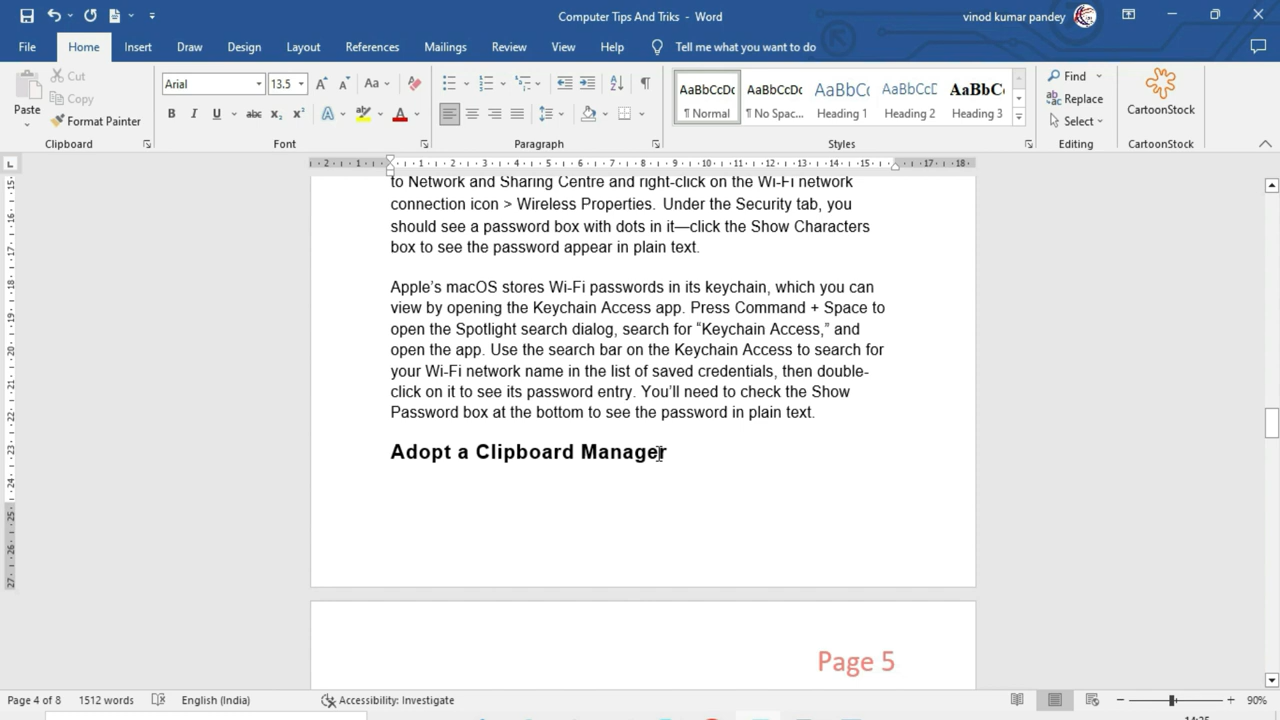 Computer Tips And Triks - Word
vinod kumar pandey
File Home Insert Draw Design Layout References Mailings Review View Help Tell me what you want to do
Paste
Cut
Copy
Format Painter
Clipboard
Arial 13.5
Font
Paragraph
AaBbCcDc AaBbCcDc AaBbCc AaBbCcD AaBbC
¶ Normal ¶ No Spac... Heading 1 Heading 2 Heading 3
Styles
Find
Replace
Select
Editing
CartoonStock
CartoonStock
to Network and Sharing Centre and right-click on the Wi-Fi network
connection icon > Wireless Properties. Under the Security tab, you
should see a password box with dots in it—click the Show Characters
box to see the password appear in plain text.
Apple’s macOS stores Wi-Fi passwords in its keychain, which you can
view by opening the Keychain Access app. Press Command + Space to
open the Spotlight search dialog, search for “Keychain Access,” and
open the app. Use the search bar on the Keychain Access to search for
your Wi-Fi network name in the list of saved credentials, then double-
click on it to see its password entry. You’ll need to check the Show
Password box at the bottom to see the password in plain text.
Adopt a Clipboard Manager
Page 5
Page 4 of 8 1512 words English (India) Accessibility: Investigate 90%